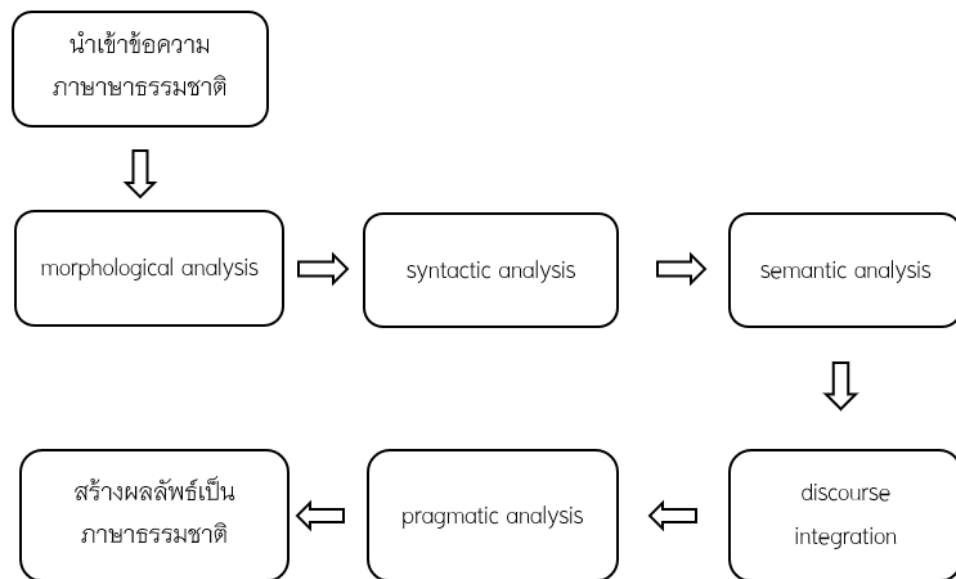 นำเข้าข้อความ
ภาษาษาธรรมชาติ
morphological analysis
syntactic analysis
semantic analysis
discourse
integration
pragmatic analysis
สร้างผลลัพธ์เป็น
ภาษาธรรมชาติ